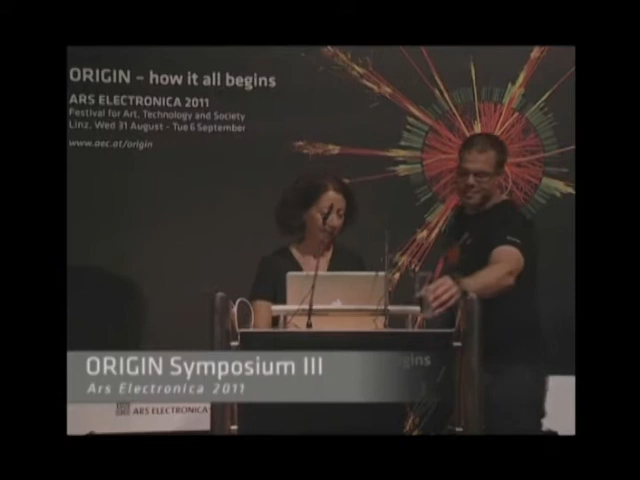 ORIGIN – how it all begins
ARS ELECTRONICA 2011
Festival for Art, Technology and Society
Linz, Wed 31 August - Tue 6 September
www.aec.at/origin
gins
ORIGIN Symposium III
Ars Electronica 2011
ARS ELECTRONICA